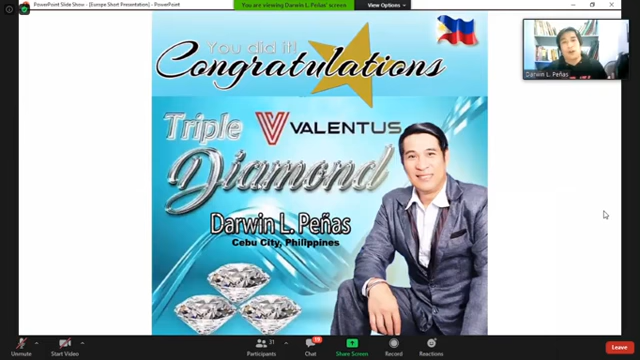 PowerPoint Slide Show - [Europe Short Presentation] - PowerPoint
You are viewing Darwin L. Peñas' screen
View Options
You did it!
Congratulations
Darwin L. Peñas
Triple
VALENTUS
Diamond
Darwin L. Peñas
Cebu City, Philippines
Unmute
Start Video
31
Participants
19
Chat
Share Screen
Record
Reactions
Leave